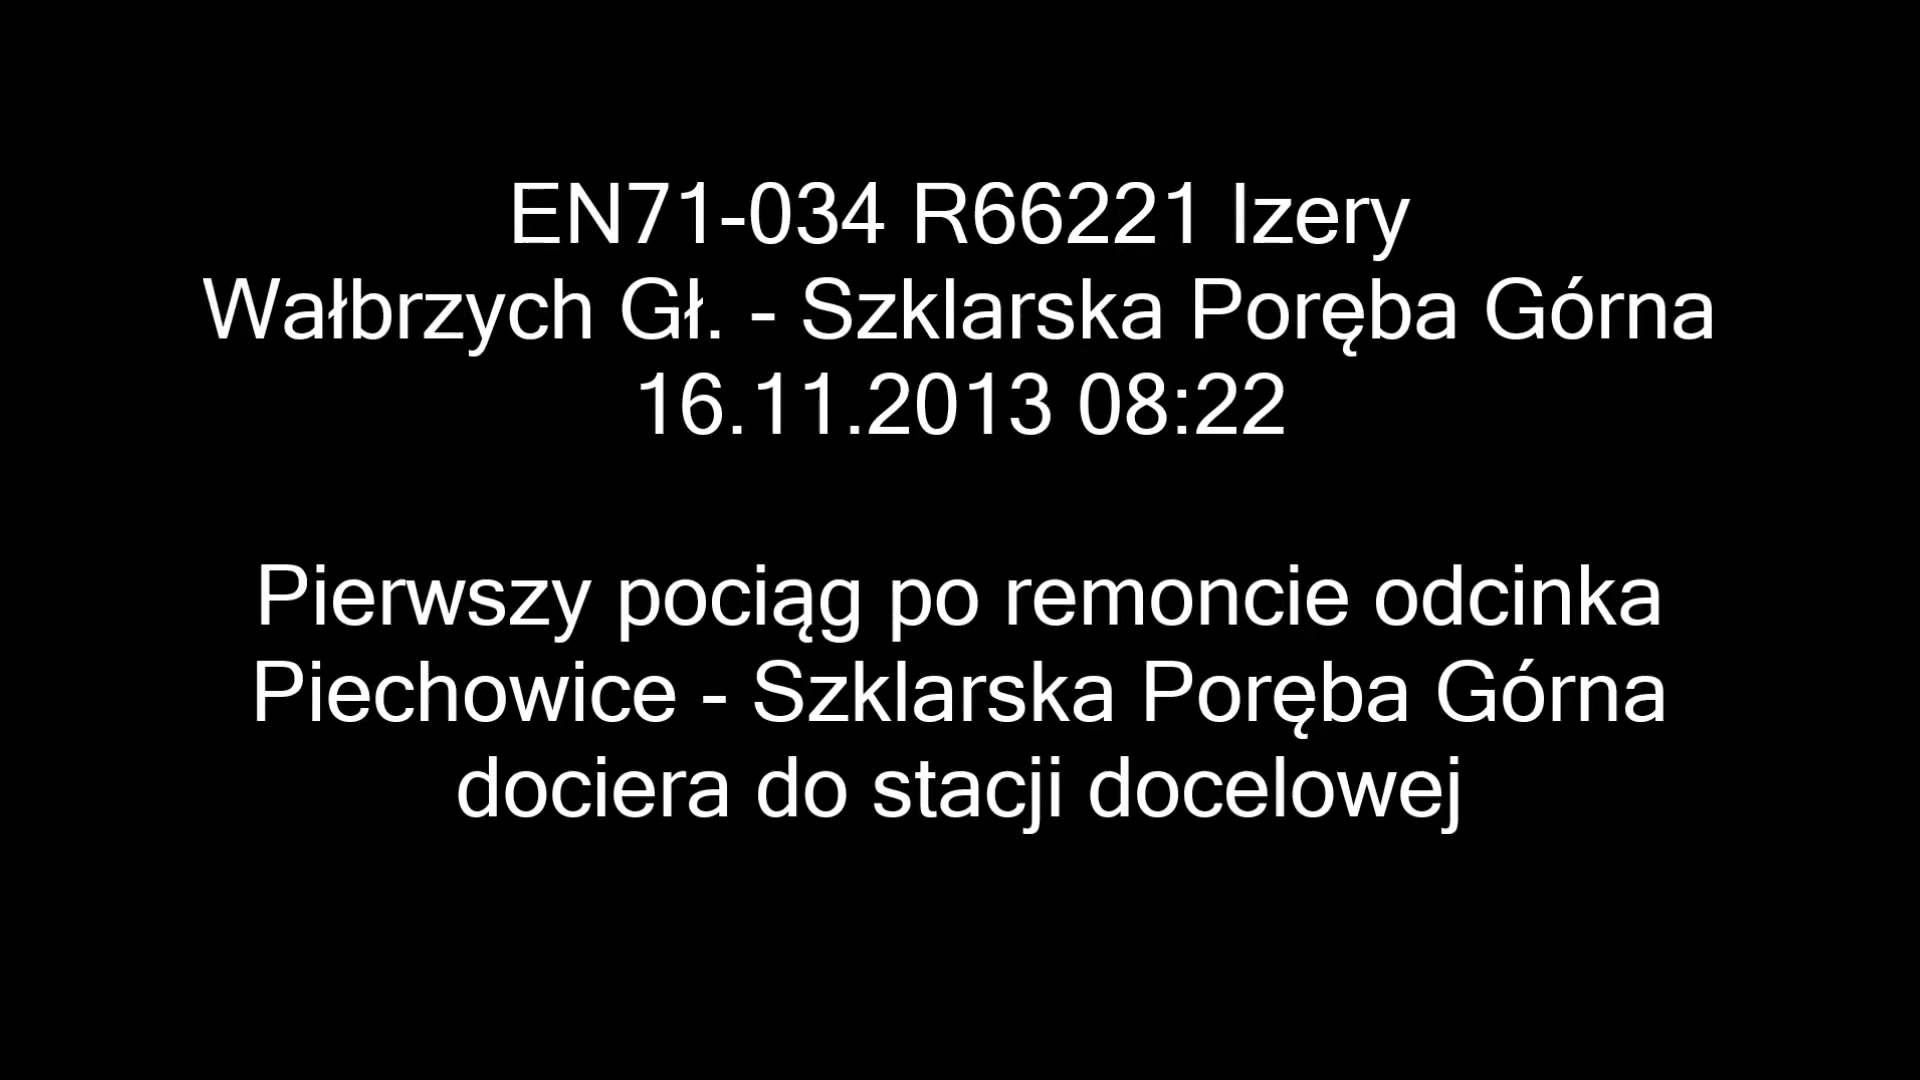 EN71-034 R66221 Izery
Wałbrzych Gł. - Szklarska Poręba Górna
16.11.2013 08:22
Pierwszy pociąg po remoncie odcinka
Piechowice - Szklarska Poręba Górna
dociera do stacji docelowej